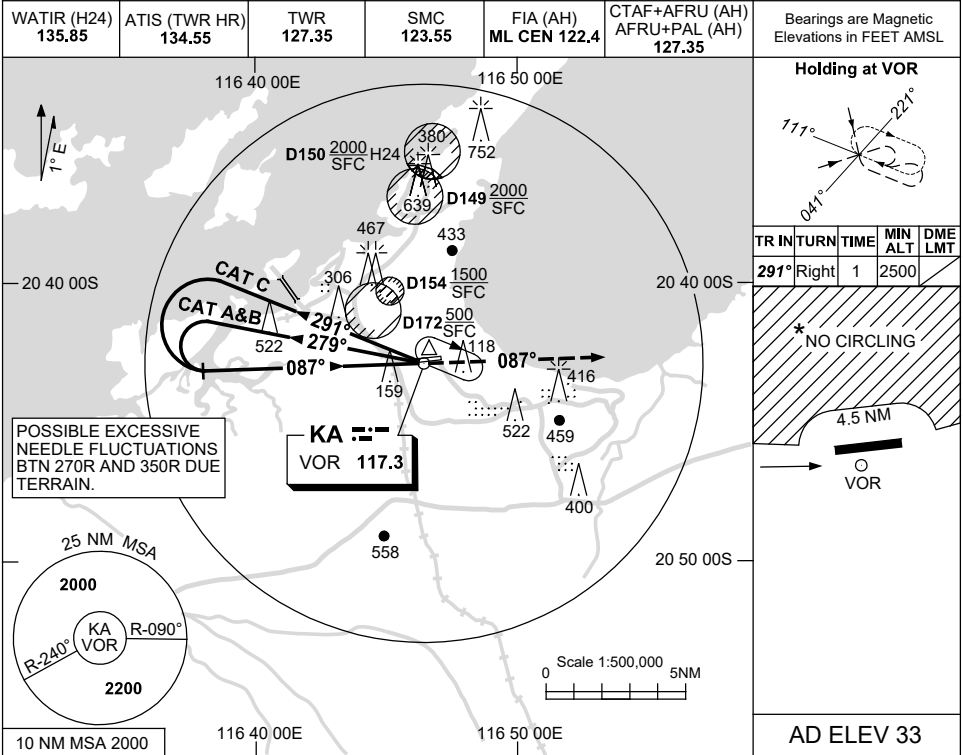 WATIR (H24)
135.85
ATIS (TWR HR)
134.55
TWR
127.35
SMC
123.55
FIA (AH)
ML CEN 122.4
CTAF+AFRU (AH)
AFRU+PAL (AH)
127.35
Bearings are Magnetic
Elevations in FEET AMSL
116 40 00E
116 50 00E
1° E
D150 2000 H24
SFC
380
752
639
D149 2000
SFC
467
433
20 40 00S
20 40 00S
CAT C
306
D154 1500
SFC
CAT A&B
291°
D172 500
SFC
522
279°
118
087°
087°
159
416
522
459
KA
VOR 117.3
POSSIBLE EXCESSIVE
NEEDLE FLUCTUATIONS
BTN 270R AND 350R DUE
TERRAIN.
400
558
20 50 00S
25 NM MSA
2000
KA
VOR
R-090°
R-240°
2200
Scale 1:500,000
0
5NM
10 NM MSA 2000
116 40 00E
116 50 00E
Holding at VOR
111°
221°
041°
TR IN TURN TIME MIN ALT DME LMT
291° Right 1 2500
* NO CIRCLING
4.5 NM
VOR
AD ELEV 33